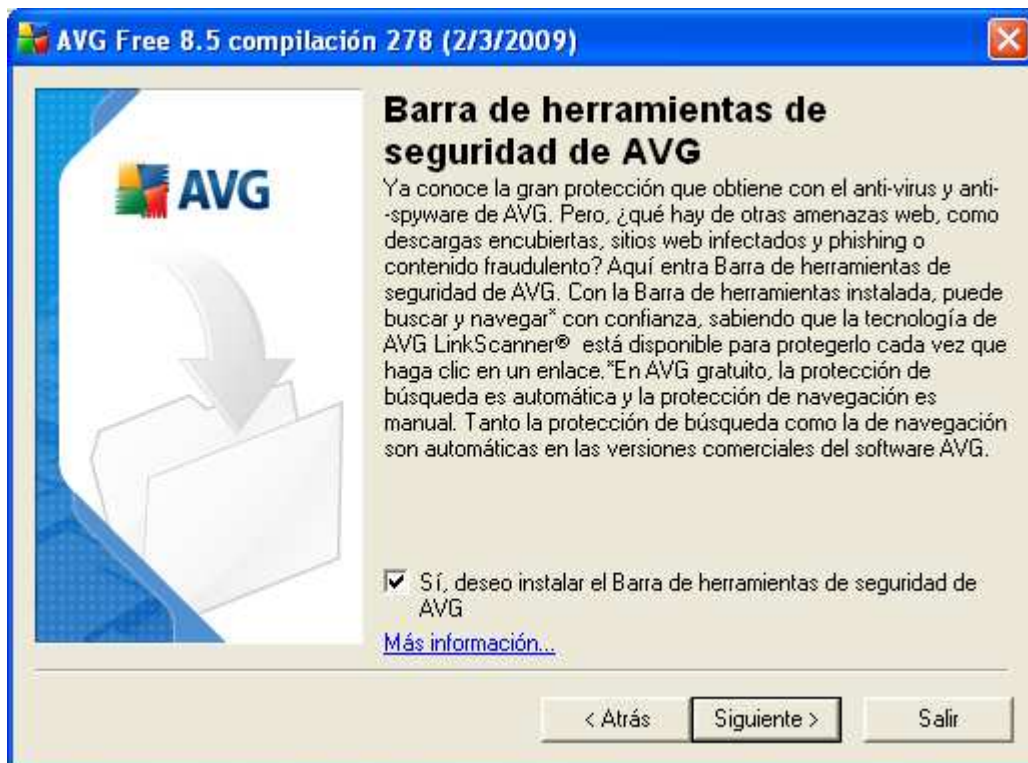 AVG Free 8.5 compilación 278 (2/3/2009)
AVG
Barra de herramientas de
seguridad de AVG
Ya conoce la gran protección que obtiene con el anti-virus y anti-
-spyware de AVG. Pero, ¿qué hay de otras amenazas web, como
descargas encubiertas, sitios web infectados y phishing o
contenido fraudulento? Aquí entra Barra de herramientas de
seguridad de AVG. Con la Barra de herramientas instalada, puede
buscar y navegar* con confianza, sabiendo que la tecnología de
AVG LinkScanner® está disponible para protegerlo cada vez que
haga clic en un enlace.*En AVG gratuito, la protección de
búsqueda es automática y la protección de navegación es
manual. Tanto la protección de búsqueda como la de navegación
son automáticas en las versiones comerciales del software AVG.
Sí, deseo instalar el Barra de herramientas de seguridad de
AVG
Más información...
< Atrás
Siguiente >
Salir